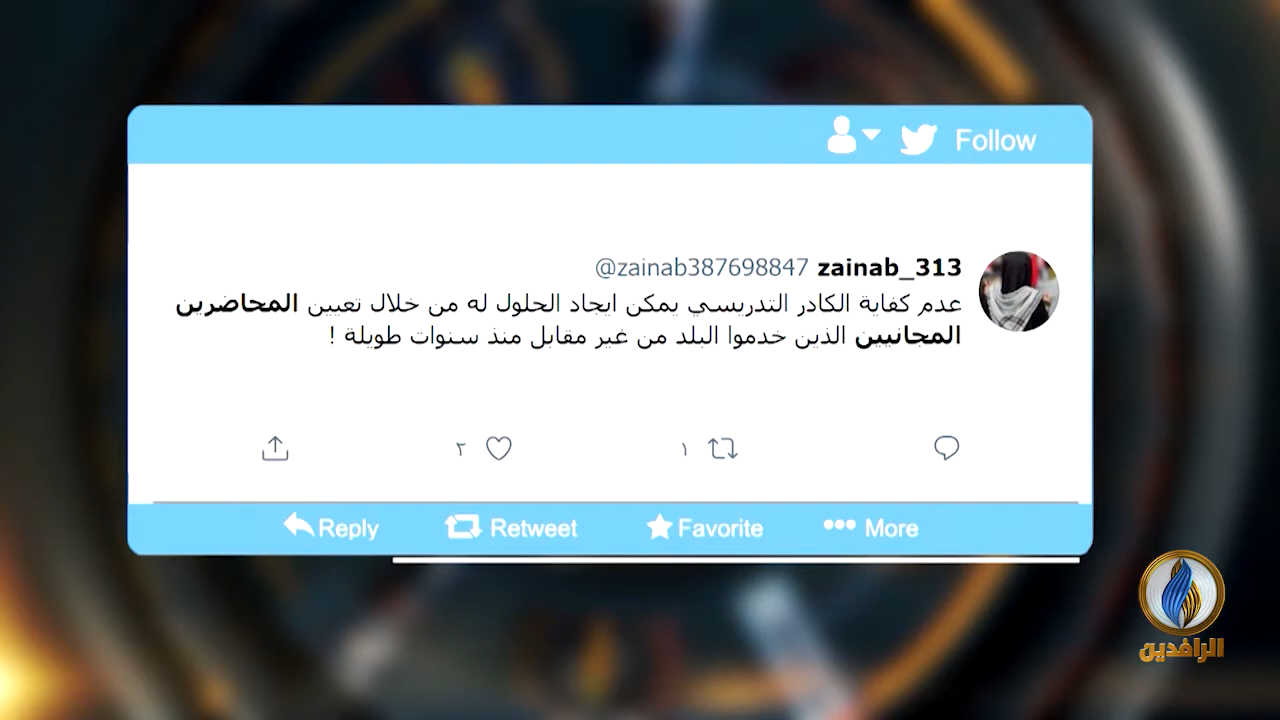 Follow
zainab_313 @zainab387698847
عدم كفاية الكادر التدريسي يمكن ايجاد الحلول له من خلال تعيين المحاضرين
المجانيين الذين خدموا البلد من غير مقابل منذ سنوات طويلة !
١ ٢
Reply Retweet Favorite More
الرافدين